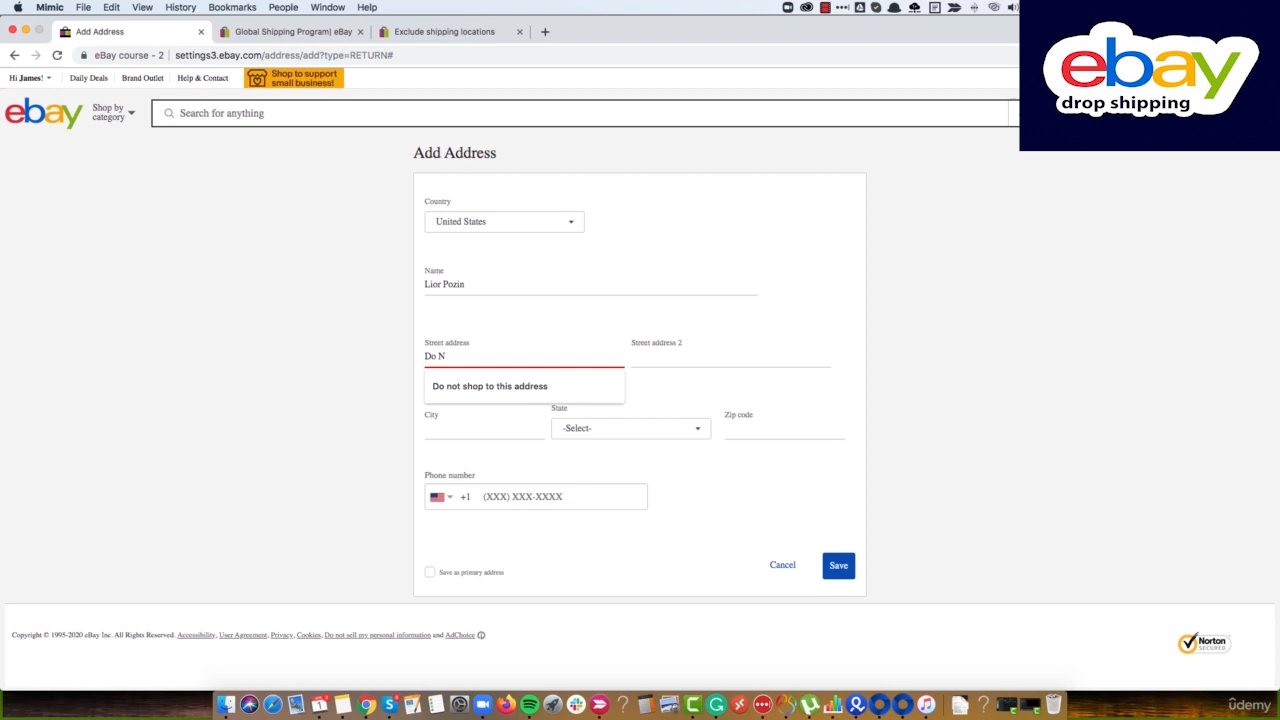 Mimic File Edit View History Bookmarks People Window Help
Add Address
Global Shipping Program| eBay
Exclude shipping locations
eBay course - 2
settings3.ebay.com/address/add?type=RETURN#
Hi James!
Daily Deals
Brand Outlet
Help & Contact
Shop to support
small business!
ebay
Shop by
category
Search for anything
ebay
drop shipping
Add Address
Country
United States
Name
Lior Pozin
Street address
Street address 2
Do N
Do not shop to this address
City
State
Zip code
-Select-
Phone number
+1 (XXX) XXX-XXXX
Save as primary address
Cancel
Save
Copyright © 1995-2020 eBay Inc. All Rights Reserved. Accessibility, User Agreement, Privacy, Cookies, Do not sell my personal information and AdChoice
Norton
SECURED
ûdemy